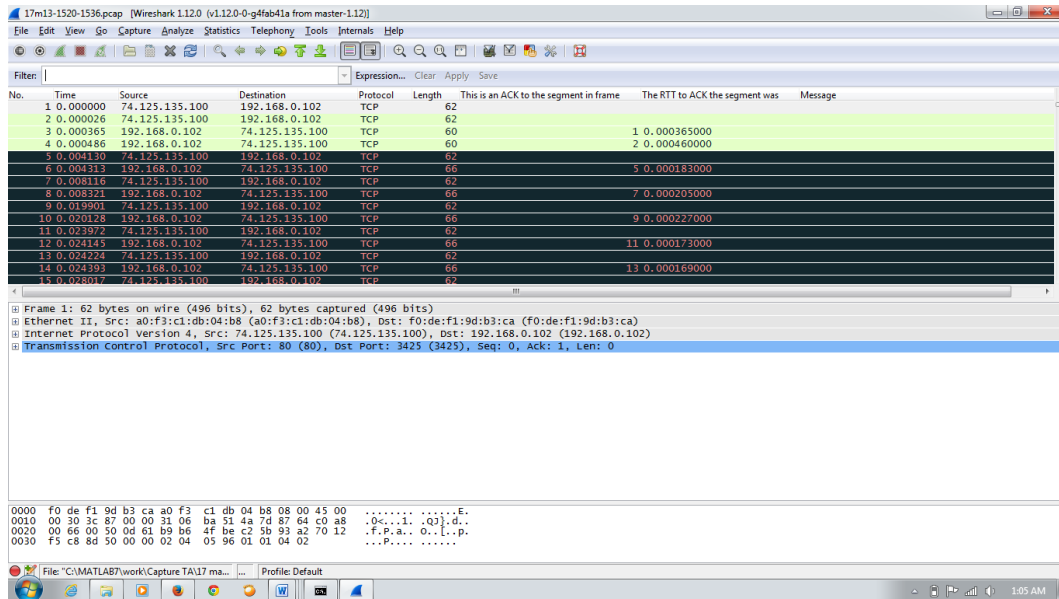 17m13-1520-1536.pcap [Wireshark 1.12.0 (v1.12.0-0-g4fab41a from master-1.12)]
File Edit View Go Capture Analyze Statistics Telephony Tools Internals Help
Filter: Expression... Clear Apply Save
No. Time Source Destination Protocol Length This is an ACK to the segment in frame The RTT to ACK the segment was Message
1 0.000000 74.125.135.100 192.168.0.102 TCP 62
2 0.000026 74.125.135.100 192.168.0.102 TCP 62
3 0.000365 192.168.0.102 74.125.135.100 TCP 60 1 0.000365000
4 0.000486 192.168.0.102 74.125.135.100 TCP 60 2 0.000460000
5 0.004130 74.125.135.100 192.168.0.102 TCP 62
6 0.004313 192.168.0.102 74.125.135.100 TCP 66 5 0.000183000
7 0.008116 74.125.135.100 192.168.0.102 TCP 62
8 0.008321 192.168.0.102 74.125.135.100 TCP 66 7 0.000205000
9 0.019901 74.125.135.100 192.168.0.102 TCP 62
10 0.020128 192.168.0.102 74.125.135.100 TCP 66 9 0.000227000
11 0.023972 74.125.135.100 192.168.0.102 TCP 62
12 0.024145 192.168.0.102 74.125.135.100 TCP 66 11 0.000173000
13 0.024224 74.125.135.100 192.168.0.102 TCP 62
14 0.024393 192.168.0.102 74.125.135.100 TCP 66 13 0.000169000
15 0.028017 74.125.135.100 192.168.0.102 TCP 62
Frame 1: 62 bytes on wire (496 bits), 62 bytes captured (496 bits)
Ethernet II, Src: a0:f3:c1:db:04:b8 (a0:f3:c1:db:04:b8), Dst: f0:de:f1:9d:b3:ca (f0:de:f1:9d:b3:ca)
Internet Protocol Version 4, Src: 74.125.135.100 (74.125.135.100), Dst: 192.168.0.102 (192.168.0.102)
Transmission Control Protocol, Src Port: 80 (80), Dst Port: 3425 (3425), Seq: 0, Ack: 1, Len: 0
0000 f0 de f1 9d b3 ca a0 f3 c1 db 04 b8 08 00 45 00 ........ ......E.
0010 00 30 3c 87 00 00 31 06 ba 51 4a 7d 87 64 c0 a8 .0<...1. .QJ}.d..
0020 00 66 00 50 0d 61 b9 b6 4f be c2 5b 93 a2 70 12 .f.P.a.. O..[..p.
0030 f5 c8 8d 50 00 00 02 04 05 96 01 01 04 02 ...P.... ......
File: "C:\MATLAB7\work\Capture TA\17 ma... ... Profile: Default
1:05 AM